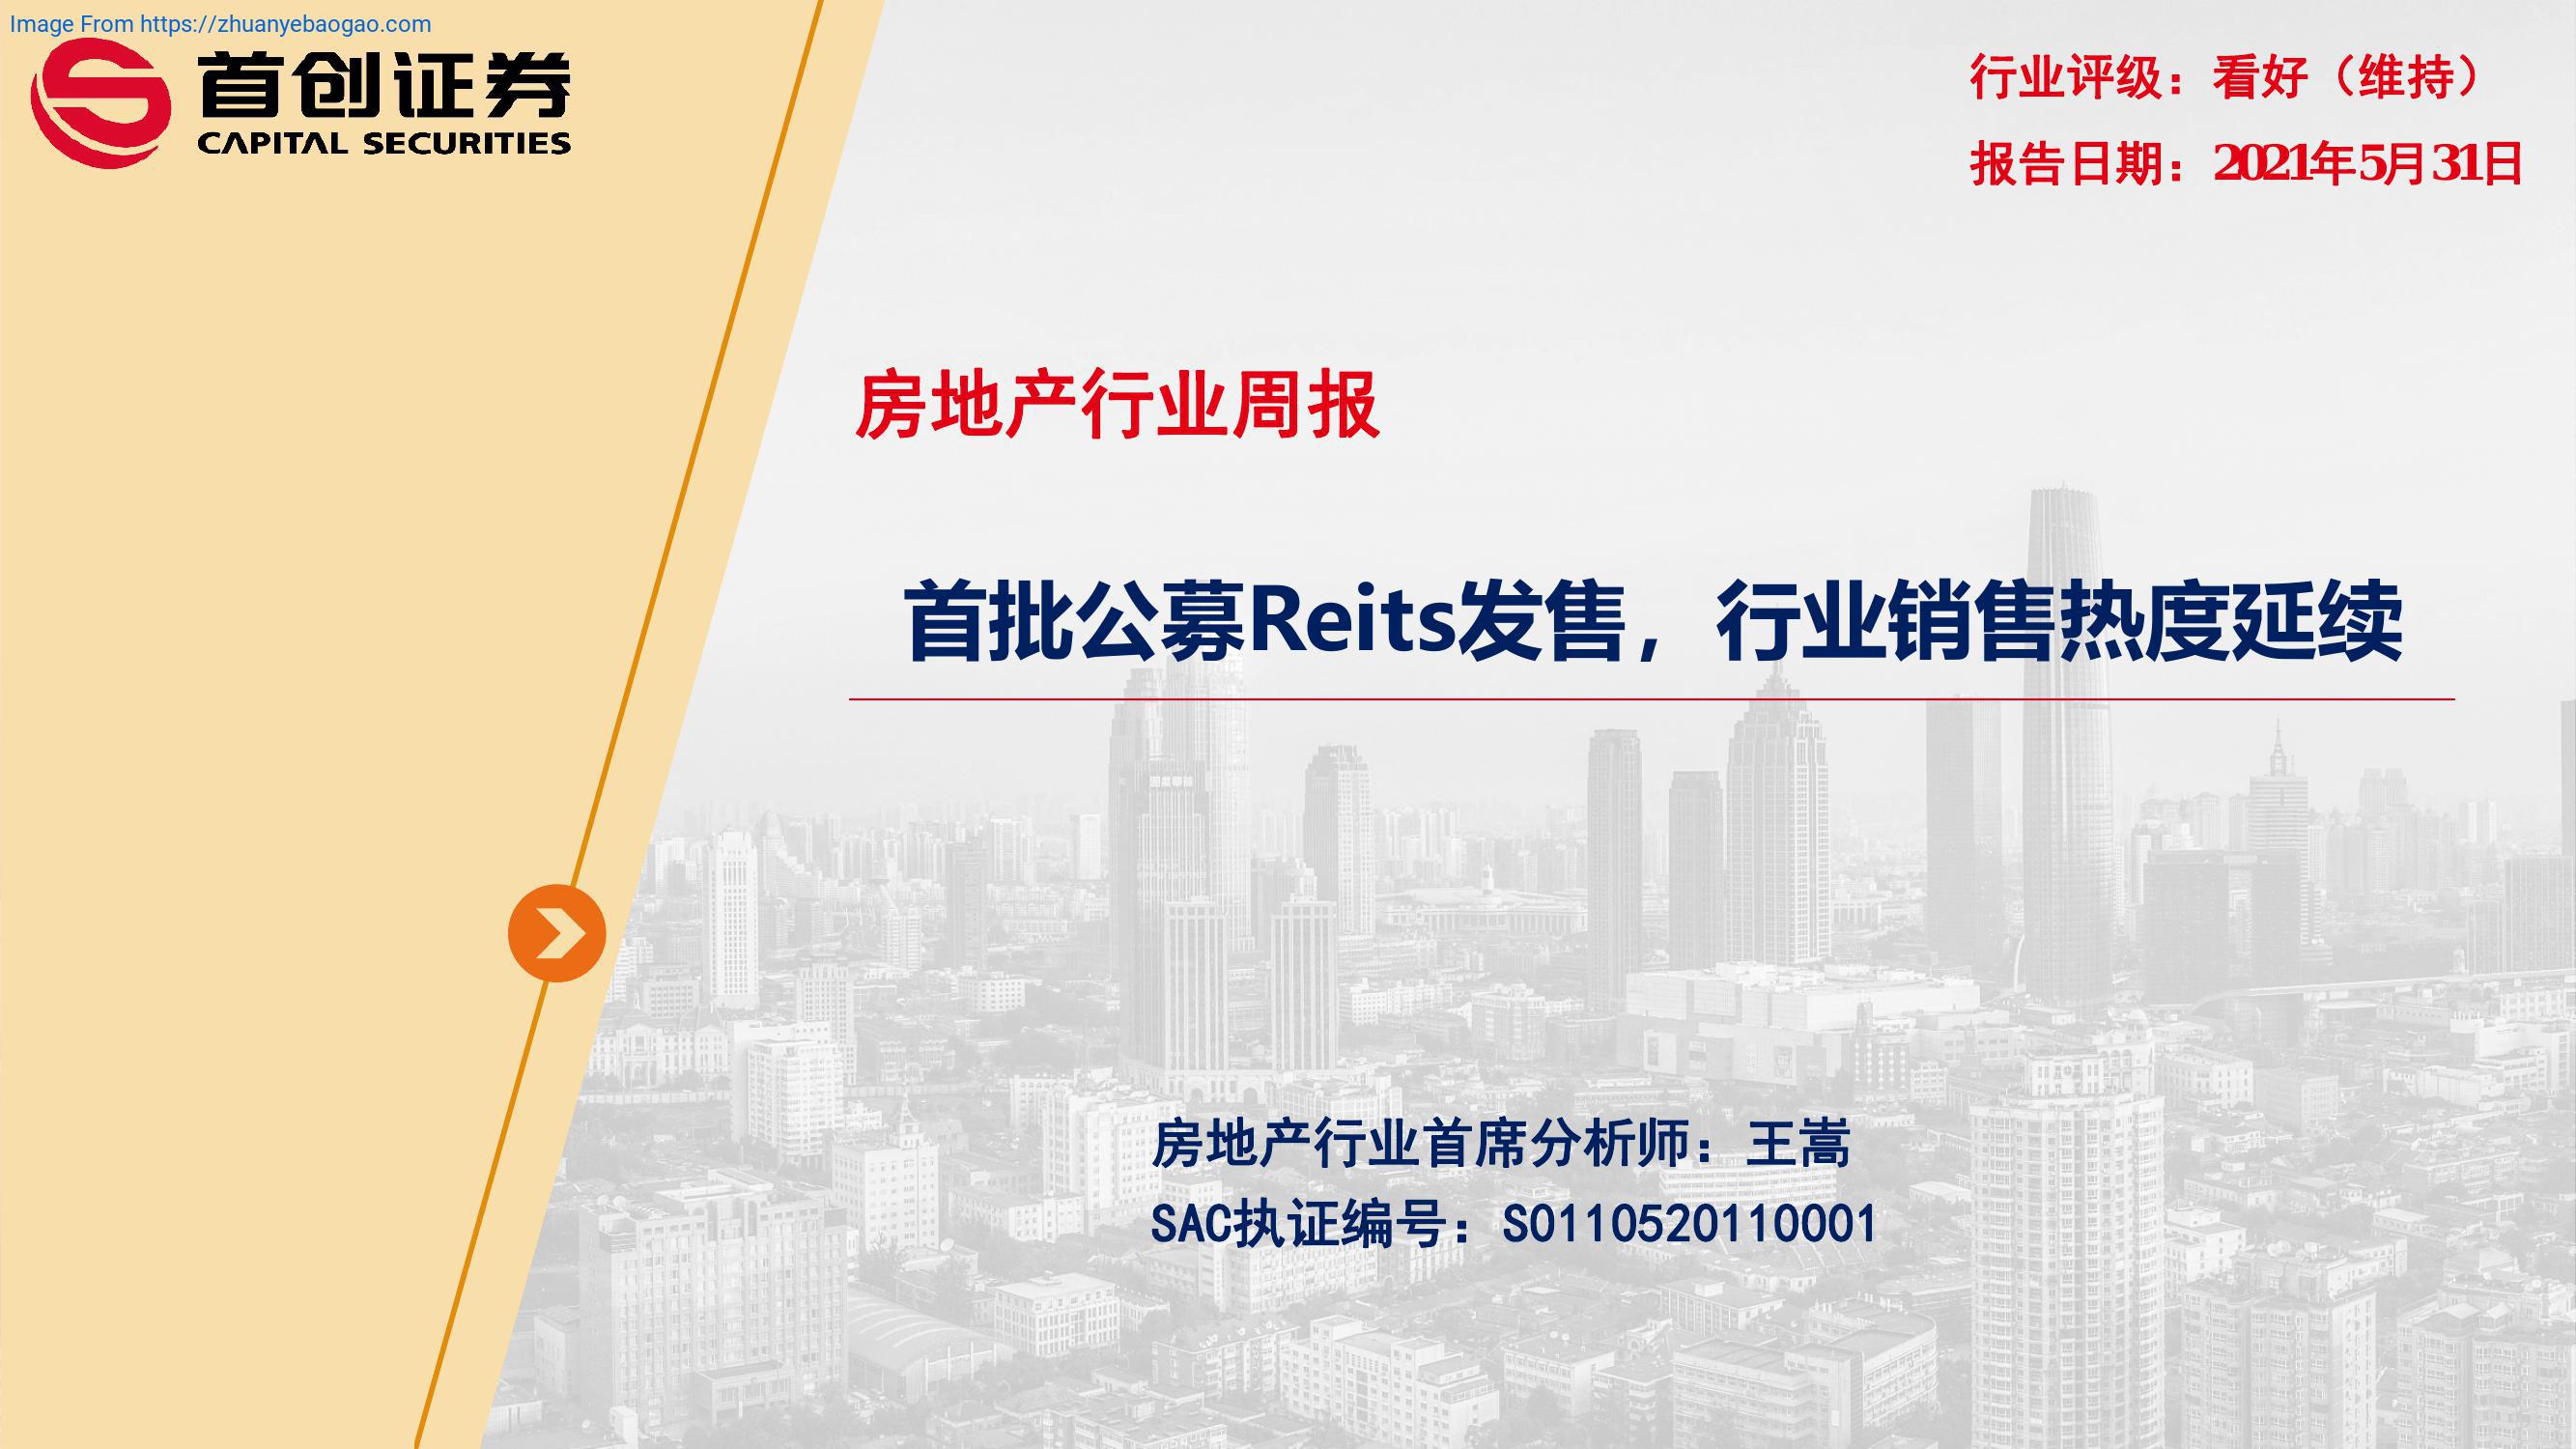 Image From https://zhuanyebaogao.com
首创证券
CAPITAL SECURITIES
行业评级：看好（维持）
报告日期：2021年5月31日
房地产行业周报
首批公募Reits发售，行业销售热度延续
房地产行业首席分析师：王嵩
SAC执证编号：S0110520110001